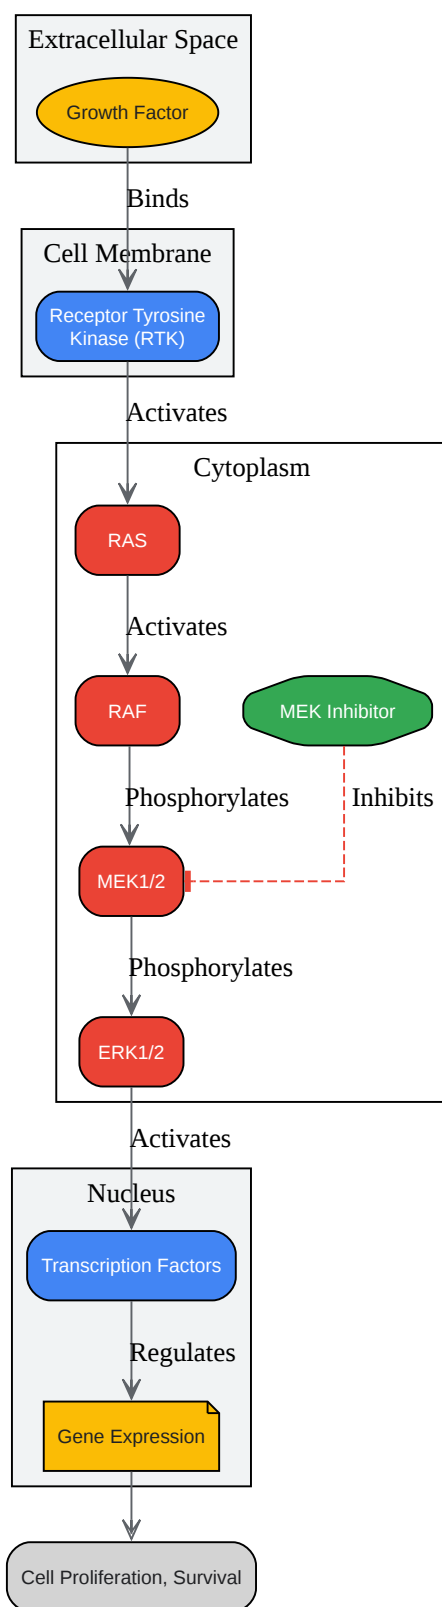 Extracellular Space
Growth Factor
Binds
Cell Membrane
Receptor Tyrosine
Kinase (RTK)
Activates
Cytoplasm
RAS
Activates
RAF
MEK Inhibitor
Phosphorylates
Inhibits
MEK1/2
Phosphorylates
ERK1/2
Activates
Nucleus
Transcription Factors
Regulates
Gene Expression
Cell Proliferation, Survival